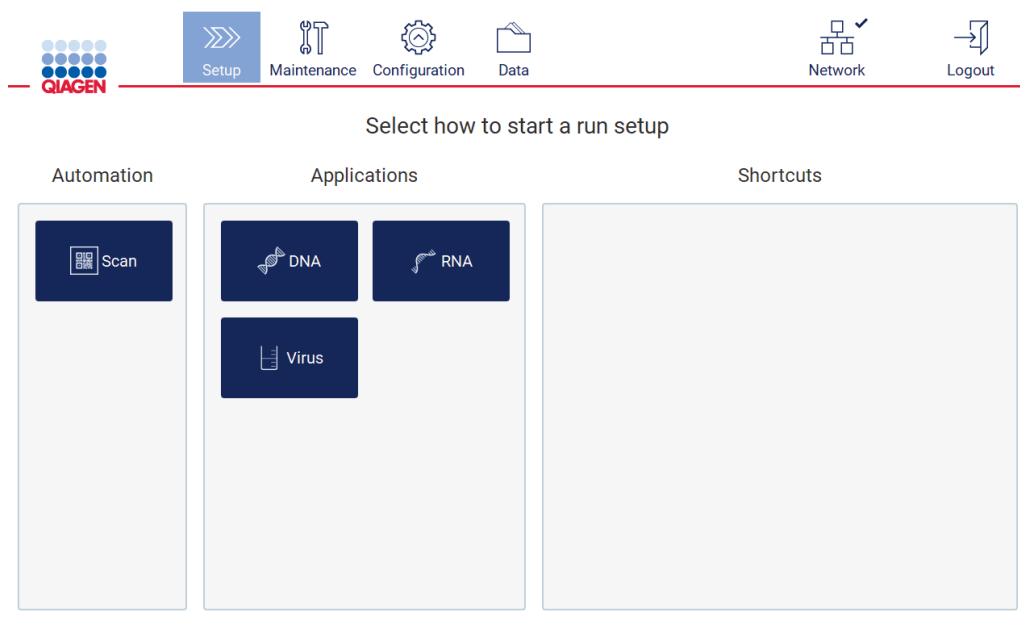 Setup Maintenance Configuration Data Network Logout
QIAGEN
Select how to start a run setup
Automation Applications Shortcuts
Scan DNA RNA
Virus